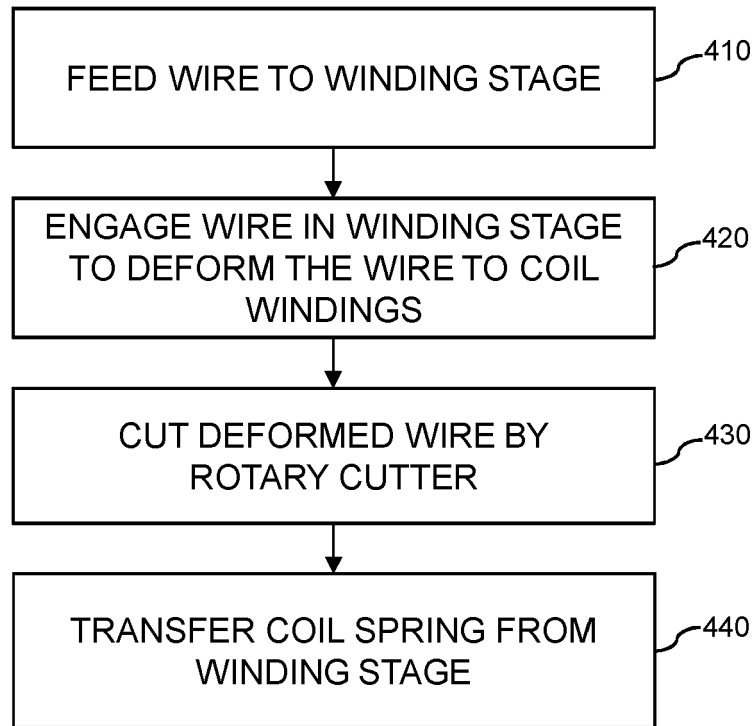 FEED WIRE TO WINDING STAGE
410
ENGAGE WIRE IN WINDING STAGE
TO DEFORM THE WIRE TO COIL
WINDINGS
420
CUT DEFORMED WIRE BY
ROTARY CUTTER
430
TRANSFER COIL SPRING FROM
WINDING STAGE
440